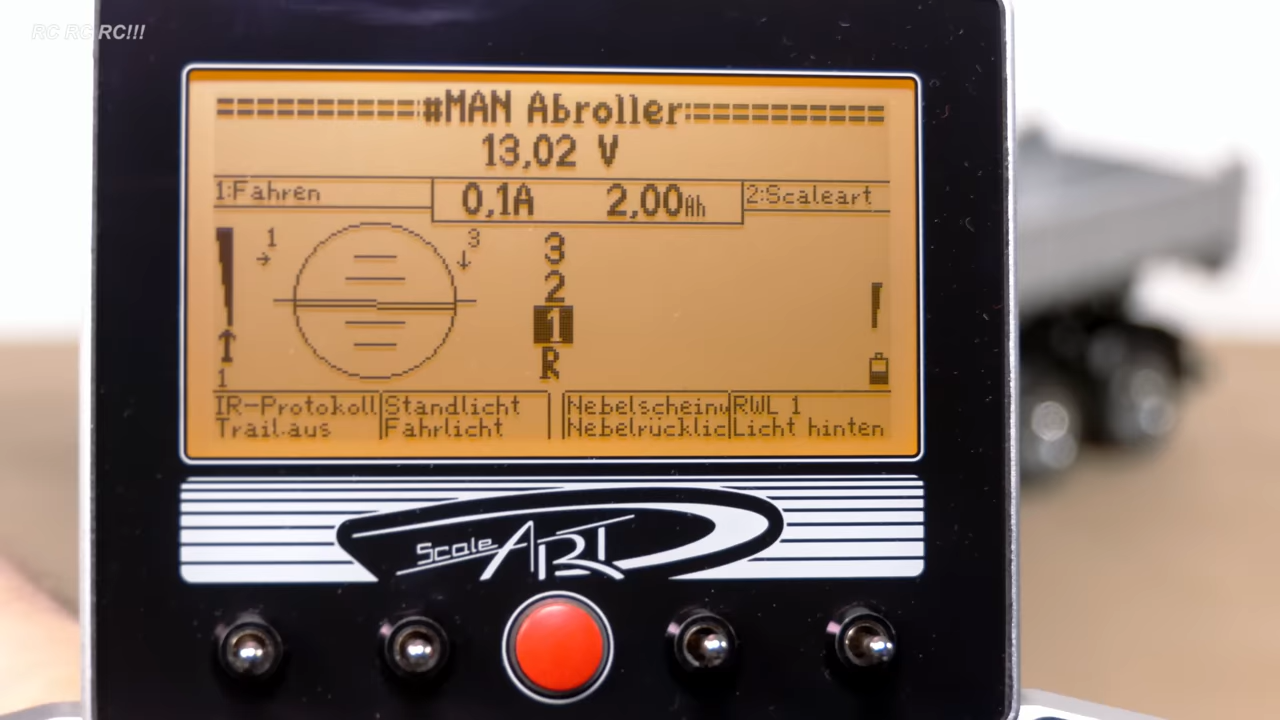 RC RC RC!!!
#MAN Abroller
13,02 V
1:Fahren
0,1A 2,00Ah
2:Scaleart
1 3
3
2
1
R
1
IR-Protokoll Standlicht Nebelscheinw RWL 1
Trail.aus Fahrlicht Nebelrücklic Licht hinten
Scale ART